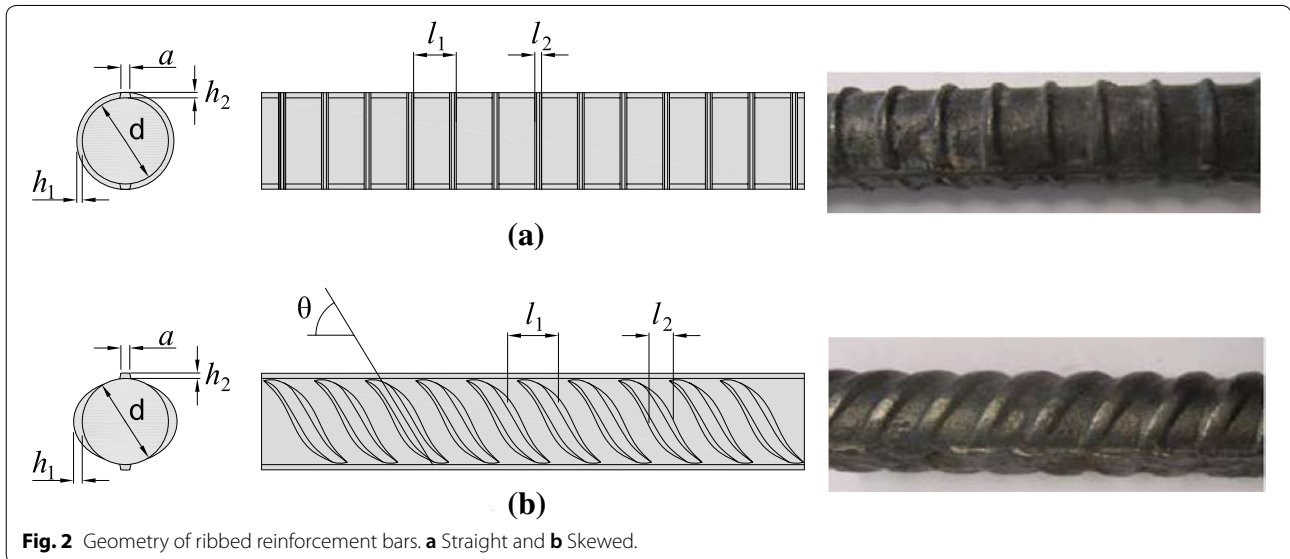 a
l₁
l₂
h₂
d
h₁
(a)
θ
a
l₁
l₂
h₂
d
h₁
(b)
Fig. 2 Geometry of ribbed reinforcement bars. a Straight and b Skewed.